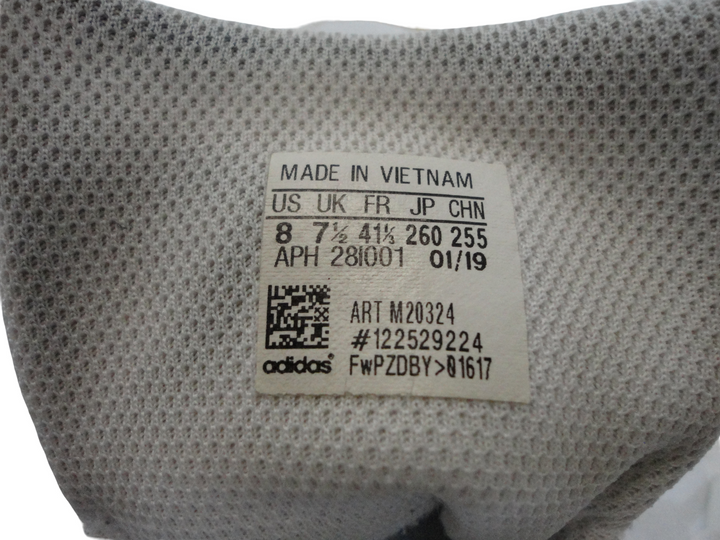 MADE IN VIETNAM
US UK FR JP CHN
8 7½ 41⅓ 260 255
APH 28I001 01/19
ART M20324
#122529224
adidas® FwPZDBY>01617